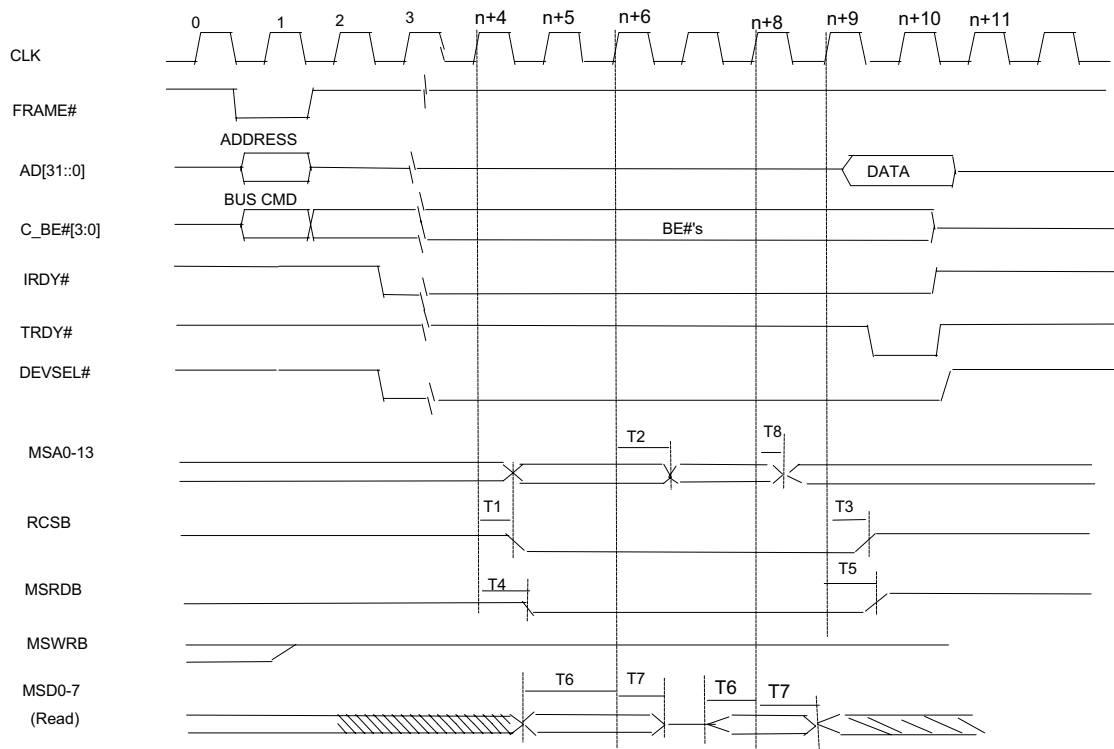 0 1 2 3 n+4 n+5 n+6 n+8 n+9 n+10 n+11
CLK
FRAME#
ADDRESS
AD[31::0] DATA
BUS CMD
C_BE#[3:0] BE#'s
IRDY#
TRDY#
DEVSEL#
T2 T8
MSA0-13
T1 T3
RCSB
T4 T5
MSRDB
MSWRB
T6 T7 T6 T7
MSD0-7
(Read)